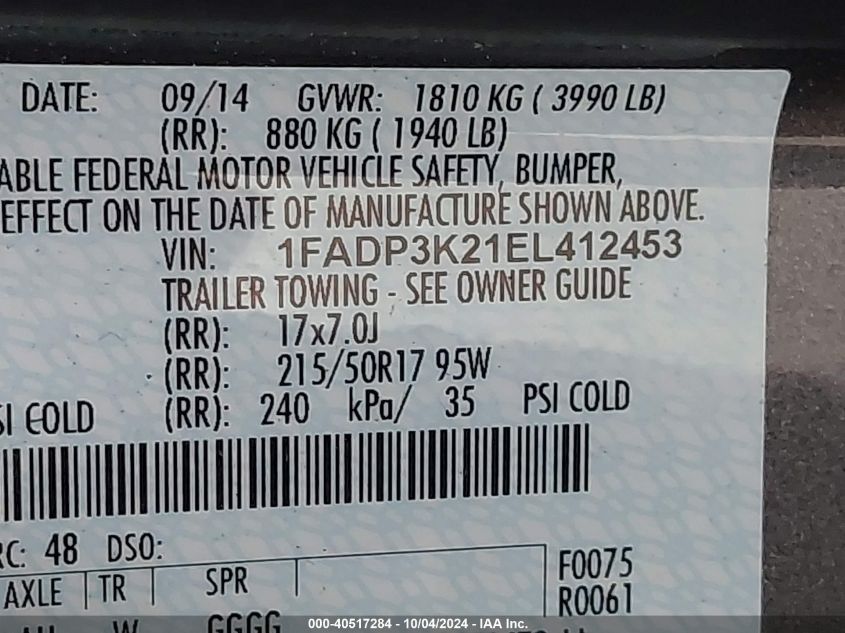 DATE: 09/14 GVWR: 1810 KG ( 3990 LB)
(RR): 880 KG ( 1940 LB)
ABLE FEDERAL MOTOR VEHICLE SAFETY, BUMPER,
EFFECT ON THE DATE OF MANUFACTURE SHOWN ABOVE.
VIN: 1FADP3K21EL412453
TRAILER TOWING - SEE OWNER GUIDE
(RR): 17x7.0J
(RR): 215/50R17 95W
SI COLD (RR): 240 kPa/ 35 PSI COLD
RC: 48 DSO:
F0075
AXLE TR SPR
R0061
W GGGG
000-40517284 - 10/04/2024 - IAA Inc.